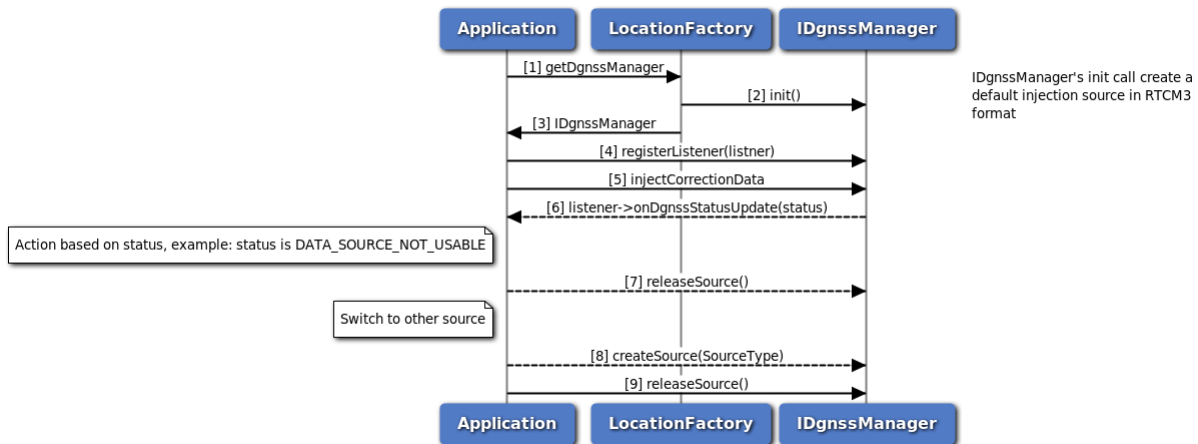 Application LocationFactory IDgnssManager
[1] getDgnssManager
IDgnssManager's init call create a
default injection source in RTCM3
format
[2] init()
[3] IDgnssManager
[4] registerListener(listner)
[5] injectCorrectionData
[6] listener->onDgnssStatusUpdate(status)
Action based on status, example: status is DATA_SOURCE_NOT_USABLE
[7] releaseSource()
Switch to other source
[8] createSource(SourceType)
[9] releaseSource()
Application LocationFactory IDgnssManager